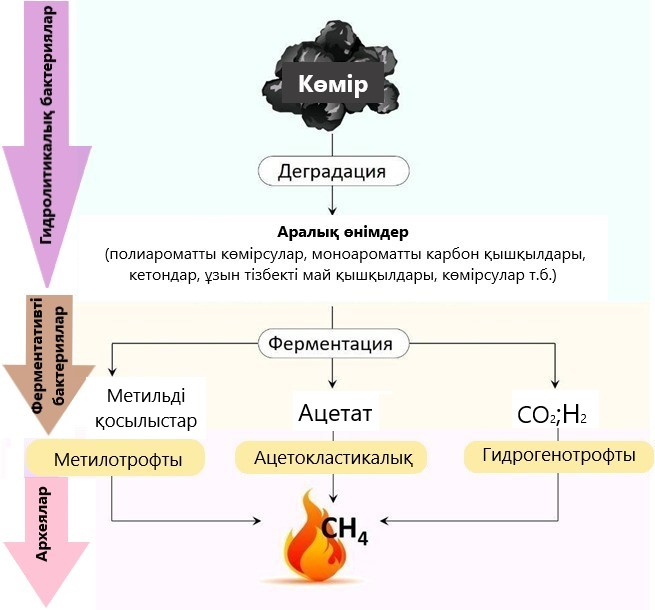 Гидролитикалық бактериялар
Көмір
Деградация
Аралық өнімдер
(полиароматты көмірсулар, моноароматты карбон қышқылдары,
кетондар, ұзын тізбекті май қышқылдары, көмірсулар т.б.)
Ферментативті
бактериялар
Ферментация
Метильді
қосылыстар
Ацетат
CO2;H2
Метилотрофты
Ацетокластикалық
Гидрогенотрофты
Археялар
CH4